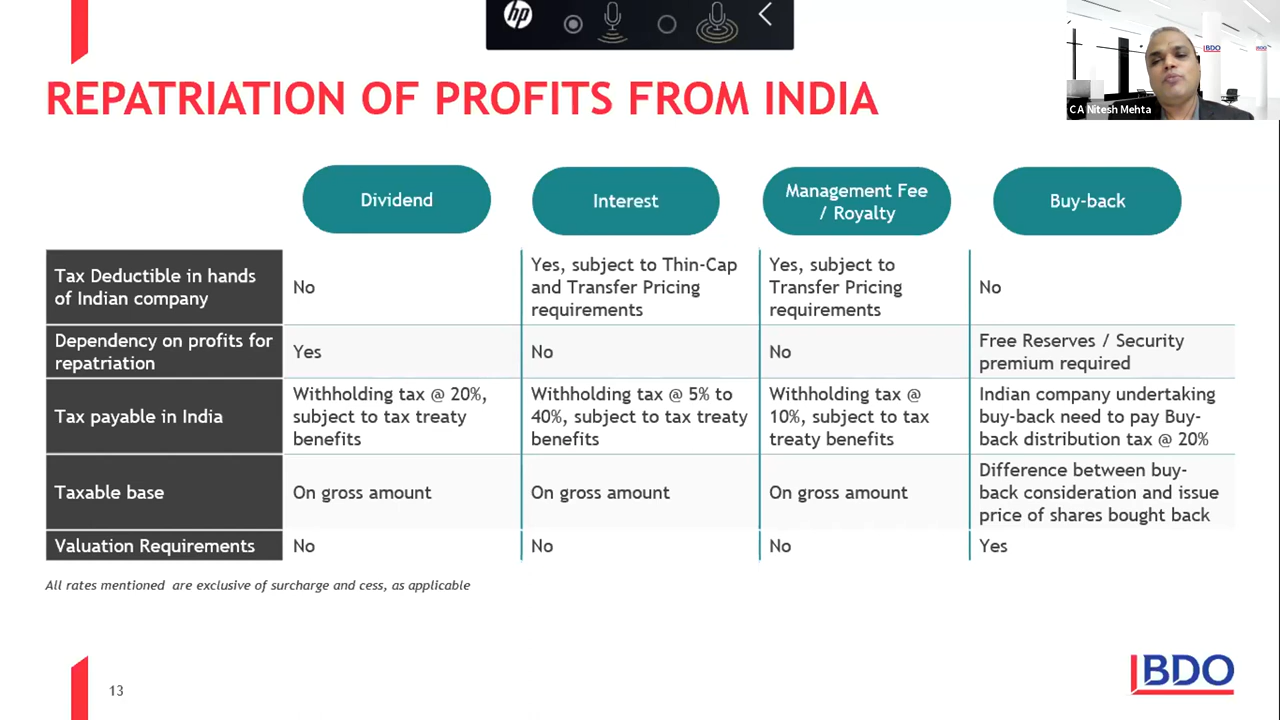 hp
BDO
CA Nitesh Mehta
REPATRIATION OF PROFITS FROM INDIA
Dividend
Interest
Management Fee
/ Royalty
Buy-back
Tax Deductible in hands
of Indian company
No
Yes, subject to Thin-Cap
and Transfer Pricing
requirements
Yes, subject to
Transfer Pricing
requirements
No
Dependency on profits for
repatriation
Yes
No
No
Free Reserves / Security
premium required
Tax payable in India
Withholding tax @ 20%,
subject to tax treaty
benefits
Withholding tax @ 5% to
40%, subject to tax treaty
benefits
Withholding tax @
10%, subject to tax
treaty benefits
Indian company undertaking
buy-back need to pay Buy-
back distribution tax @ 20%
Taxable base
On gross amount
On gross amount
On gross amount
Difference between buy-
back consideration and issue
price of shares bought back
Valuation Requirements
No
No
No
Yes
All rates mentioned are exclusive of surcharge and cess, as applicable
13
BDO